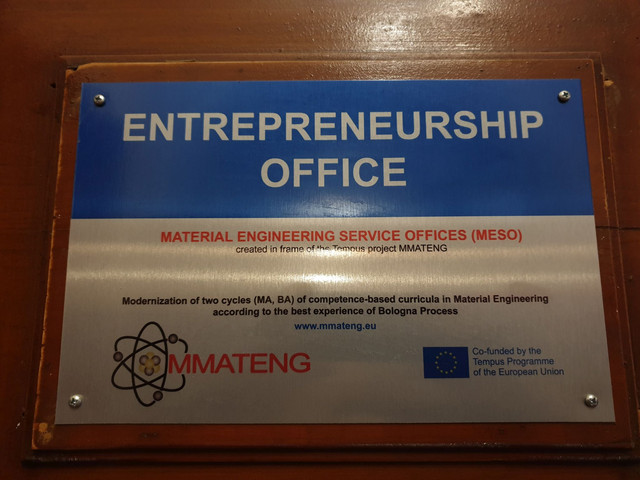 ENTREPRENEURSHIP
OFFICE
MATERIAL ENGINEERING SERVICE OFFICES (MESO)
created in frame of the Tempus project MMATENG
Modernization of two cycles (MA, BA) of competence-based curricula in Material Engineering
according to the best experience of Bologna Process
www.mmateng.eu
MMATENG
Co-funded by the
Tempus Programme
of the European Union